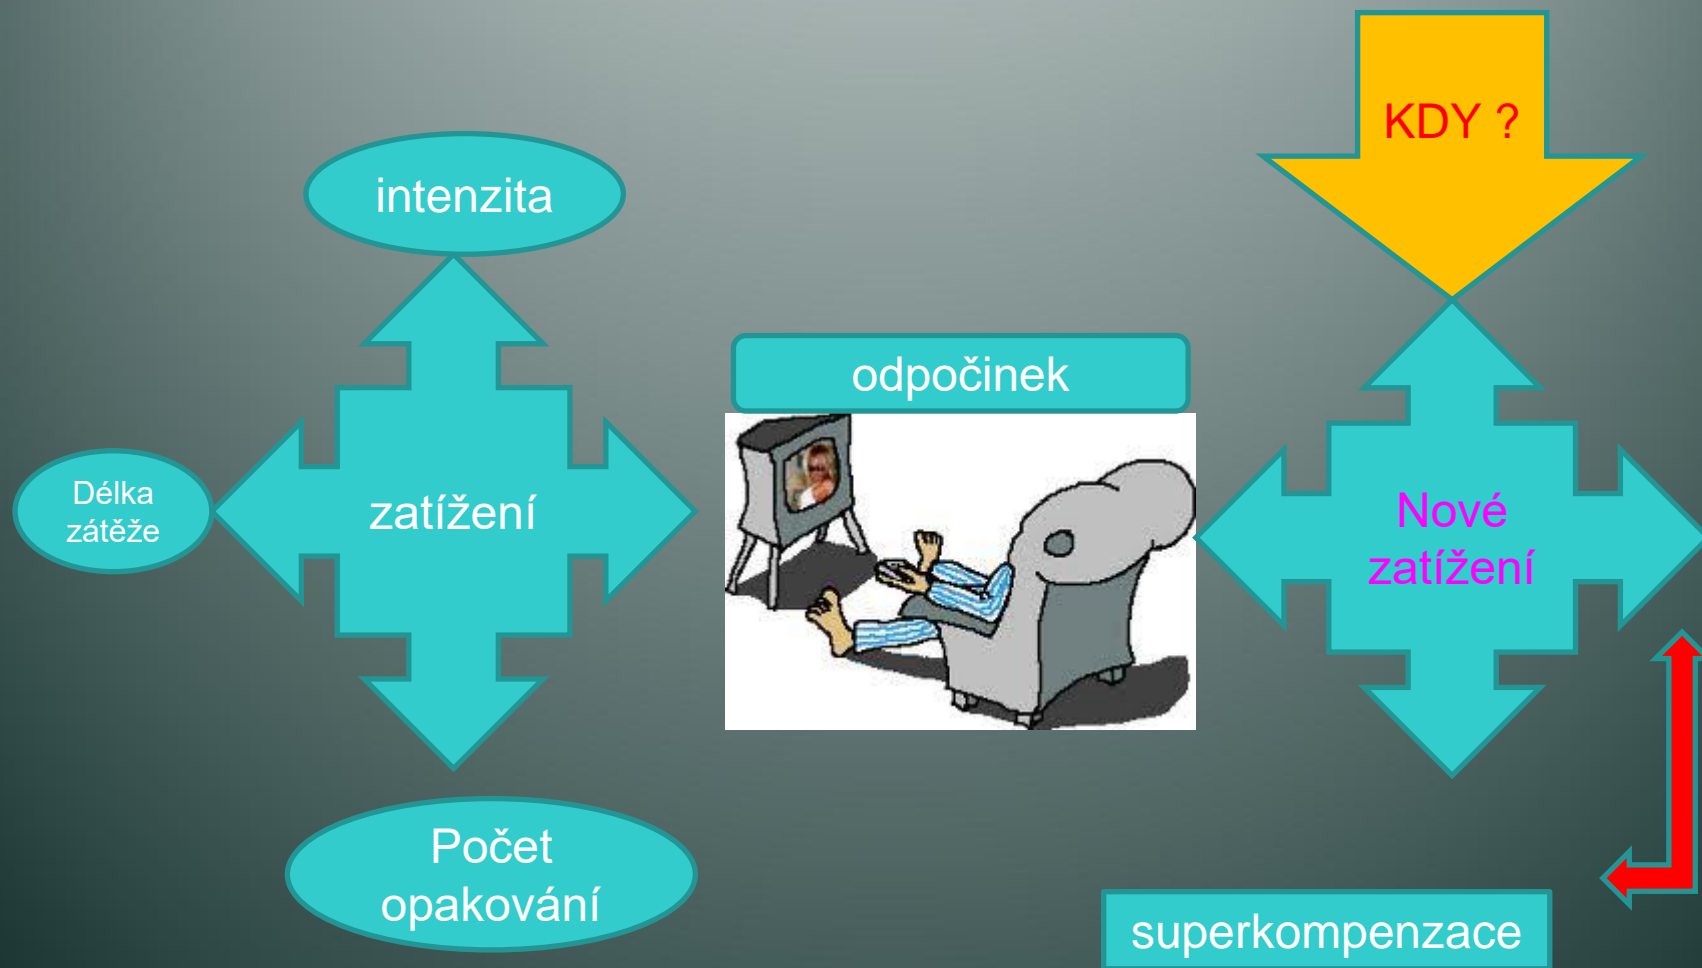 KDY ?
intenzita
odpočinek
Délka
zátěže
zatížení
Nové
zatížení
Počet
opakování
superkompenzace